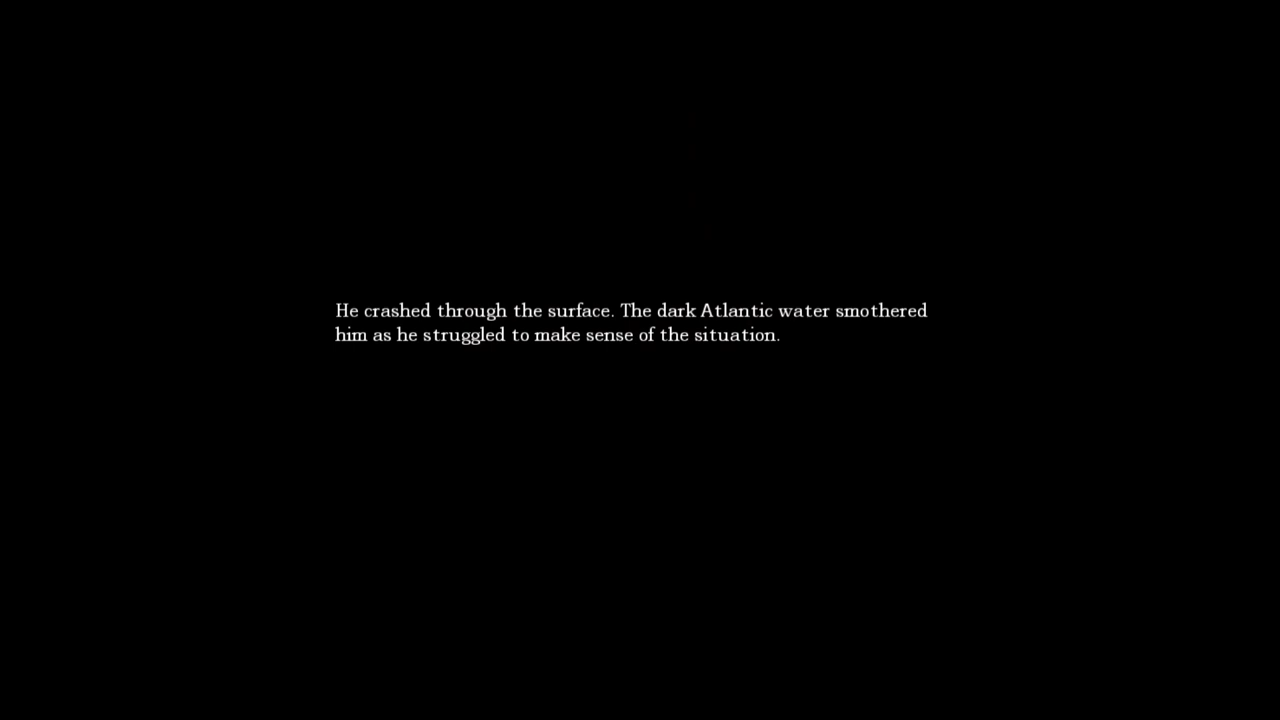 He crashed through the surface. The dark Atlantic water smothered
him as he struggled to make sense of the situation.